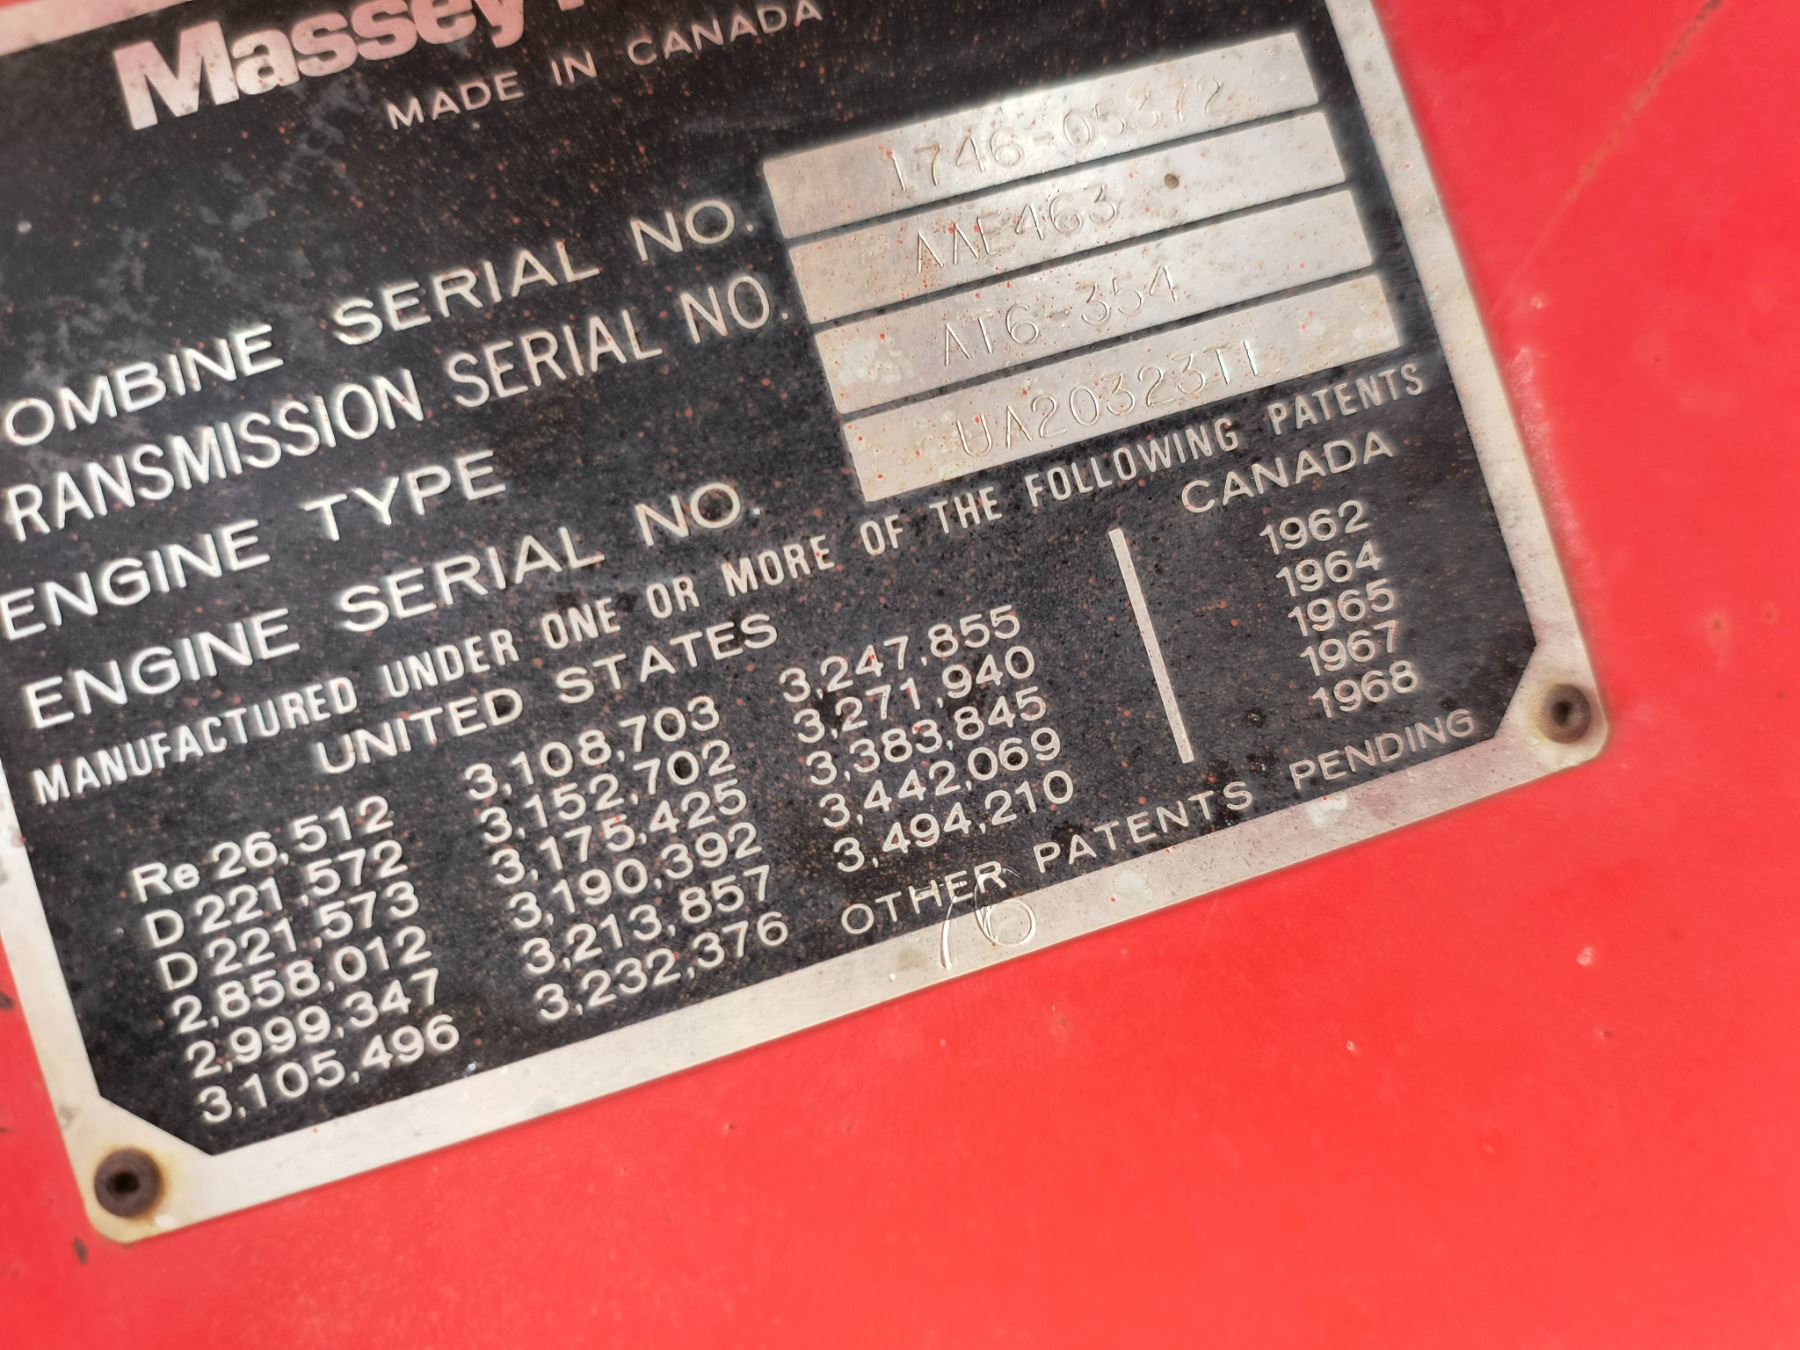 Massey
MADE IN CANADA
OMBINE SERIAL NO. 1746-05372
RANSMISSION SERIAL NO. AAE463
ENGINE TYPE AT6-354
ENGINE SERIAL NO. UA20323TI
MANUFACTURED UNDER ONE OR MORE OF THE FOLLOWING PATENTS
UNITED STATES CANADA
Re 26,512 3,108,703 3,247,855 1962
D 221,572 3,152,702 3,271,940 1964
D 221,573 3,175,425 3,383,845 1965
2,858,012 3,190,392 3,442,069 1967
2,999,347 3,213,857 3,494,210 1968
3,105,496 3,232,376 OTHER PATENTS PENDING
16